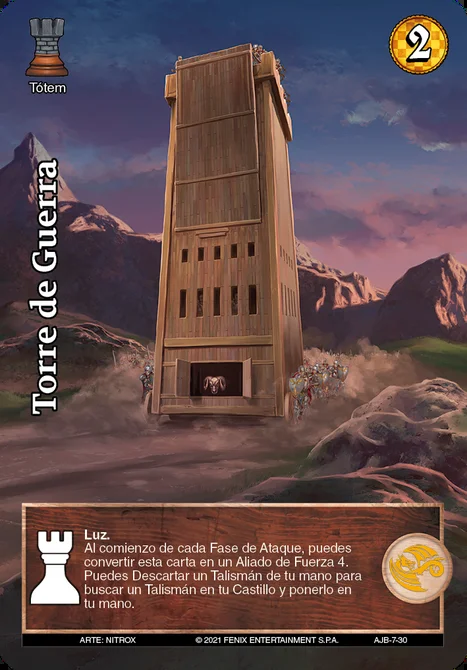 2
Tótem
Torre de Guerra
Luz.
Al comienzo de cada Fase de Ataque, puedes
convertir esta carta en un Aliado de Fuerza 4.
Puedes Descartar un Talismán de tu mano para
buscar un Talismán en tu Castillo y ponerlo en
tu mano.
ARTE: NITROX © 2021 FENIX ENTERTAINMENT S.P.A. AJB-7-30